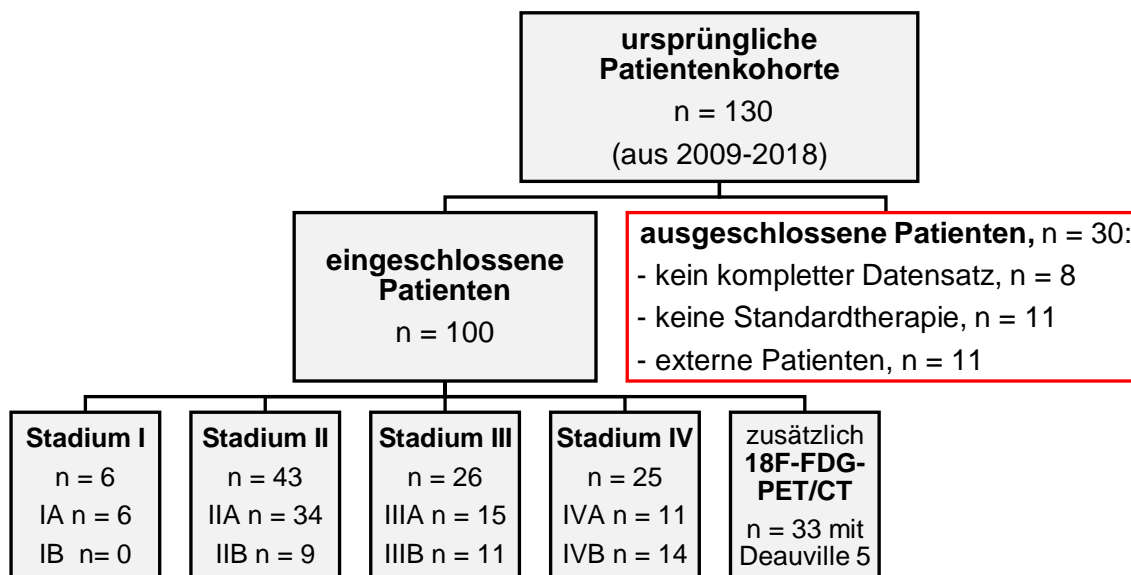 ursprüngliche
Patientenkohorte
n = 130
(aus 2009-2018)
eingeschlossene
Patienten
n = 100
ausgeschlossene Patienten, n = 30:
- kein kompletter Datensatz, n = 8
- keine Standardtherapie, n = 11
- externe Patienten, n = 11
Stadium I
n = 6
IA n = 6
IB n= 0
Stadium II
n = 43
IIA n = 34
IIB n = 9
Stadium III
n = 26
IIIA n = 15
IIIB n = 11
Stadium IV
n = 25
IVA n = 11
IVB n = 14
zusätzlich
18F-FDG-
PET/CT
n = 33 mit
Deauville 5